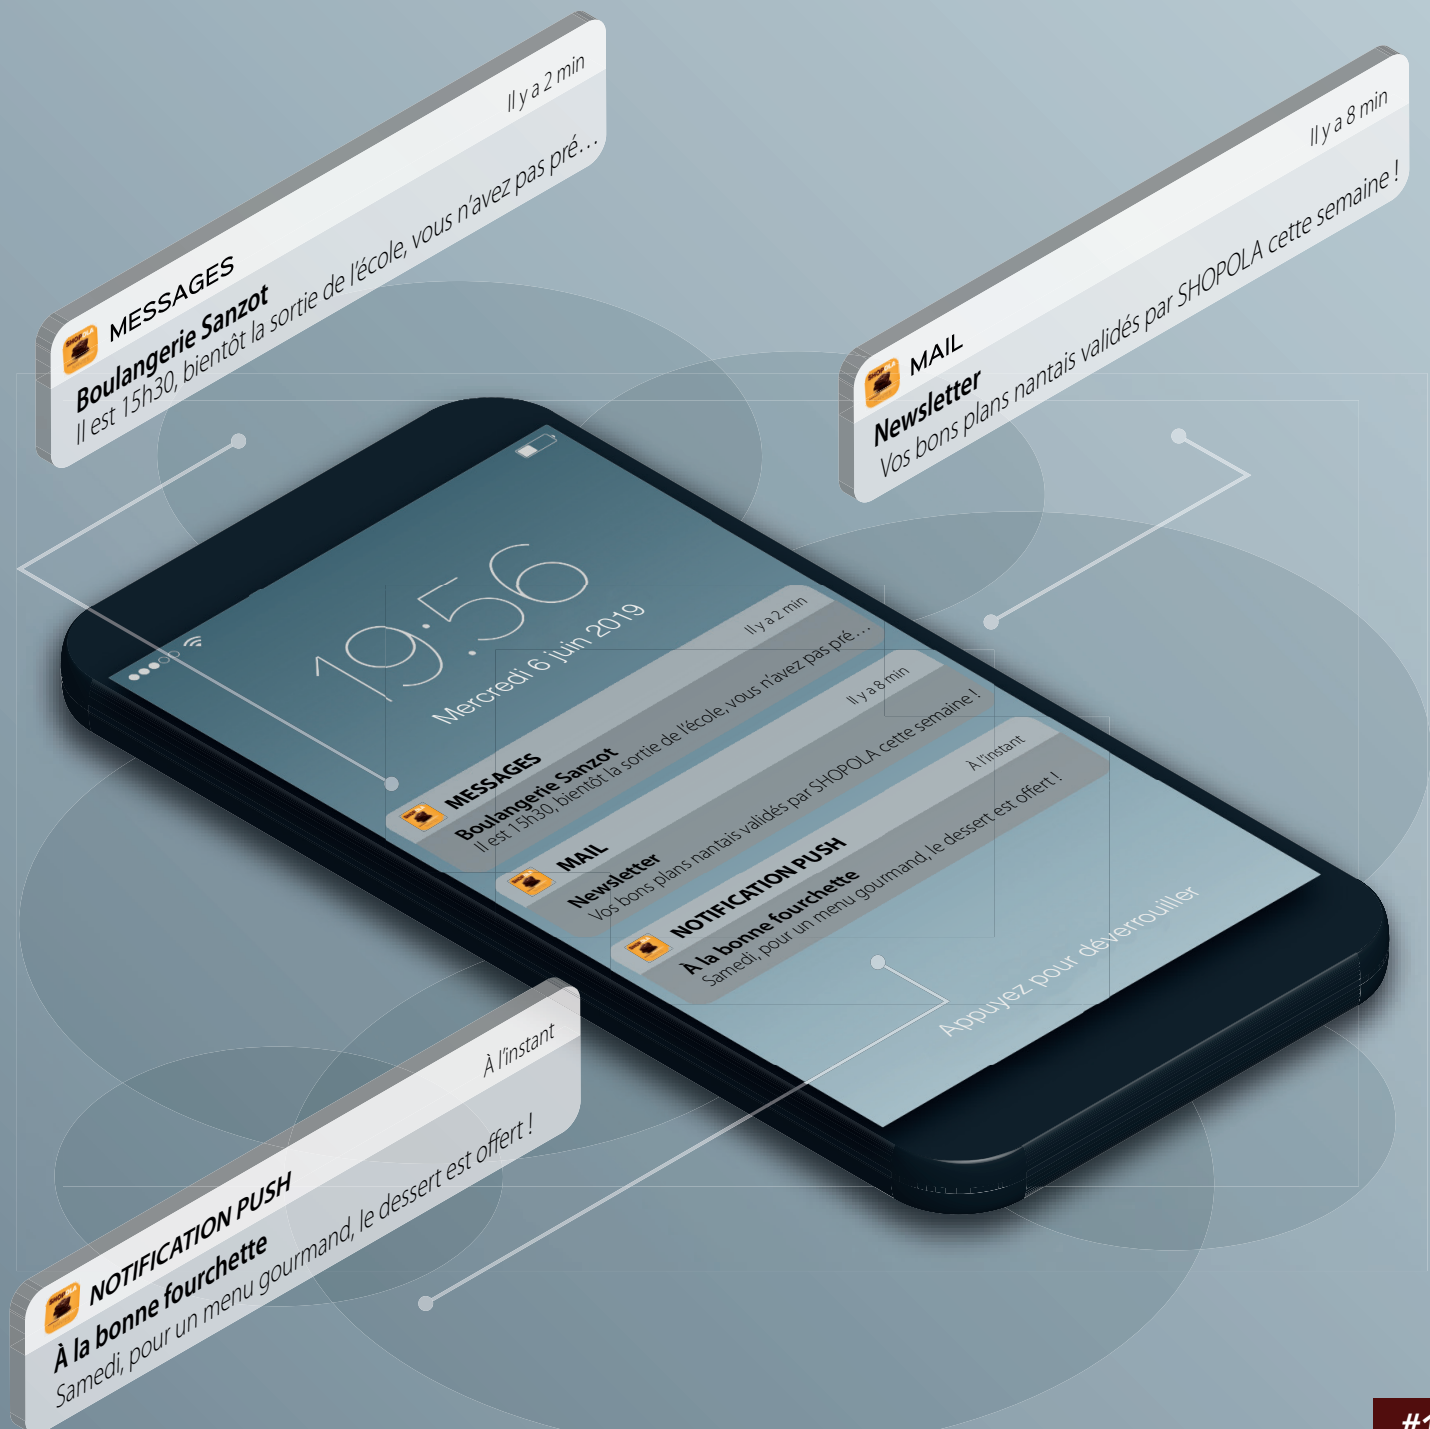 Il y a 2 min
MESSAGES
Boulangerie Sanzot
Il est 15h30, bientôt la sortie de l'école, vous n'avez pas pré…
Il y a 8 min
MAIL
Newsletter
Vos bons plans nantais validés par SHOPOLA cette semaine !
19:56
Mercredi 6 juin 2019
Il y a 2 min
MESSAGES
Boulangerie Sanzot
Il est 15h30, bientôt la sortie de l'école, vous n'avez pas pré…
Il y a 8 min
MAIL
Newsletter
Vos bons plans nantais validés par SHOPOLA cette semaine !
À l'instant
NOTIFICATION PUSH
À la bonne fourchette
Samedi, pour un menu gourmand, le dessert est offert !
Appuyez pour déverrouiller
À l'instant
NOTIFICATION PUSH
À la bonne fourchette
Samedi, pour un menu gourmand, le dessert est offert !